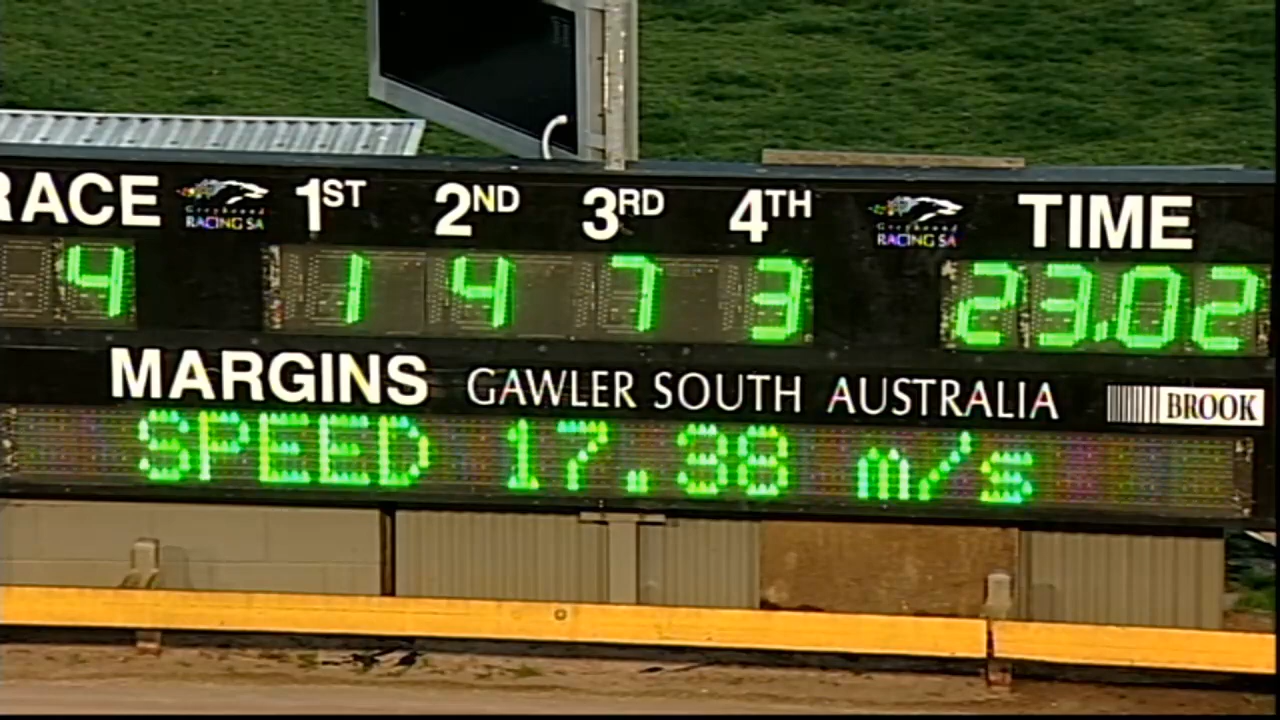 RACE 1ST 2ND 3RD 4TH TIME
Greyhound RACING SA Greyhound RACING SA
4 1 4 7 3 23.02
MARGINS GAWLER SOUTH AUSTRALIA BROOK
SPEED 17.38 m/s